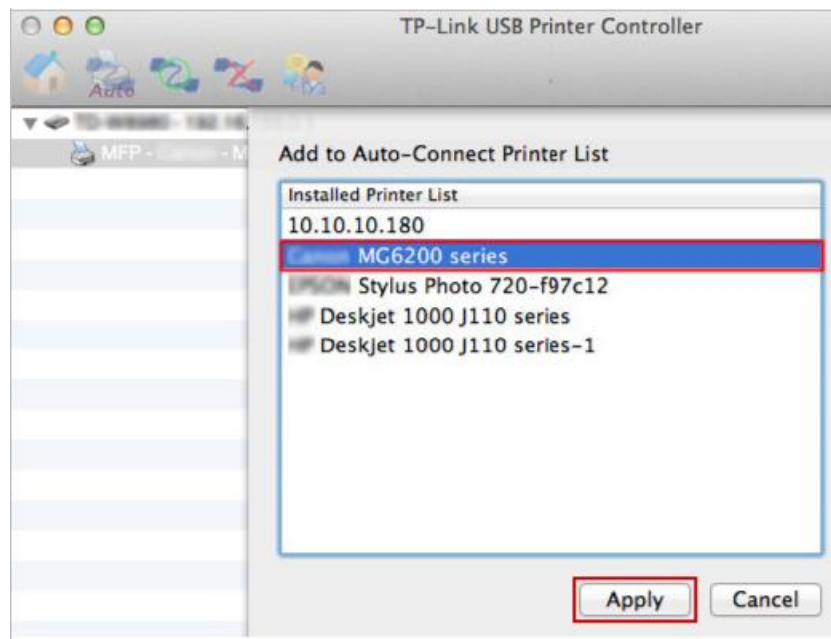 TP-Link USB Printer Controller
Auto
MFP - - M
Add to Auto-Connect Printer List
Installed Printer List
10.10.10.180
MG6200 series
Stylus Photo 720-f97c12
Deskjet 1000 J110 series
Deskjet 1000 J110 series-1
Apply
Cancel